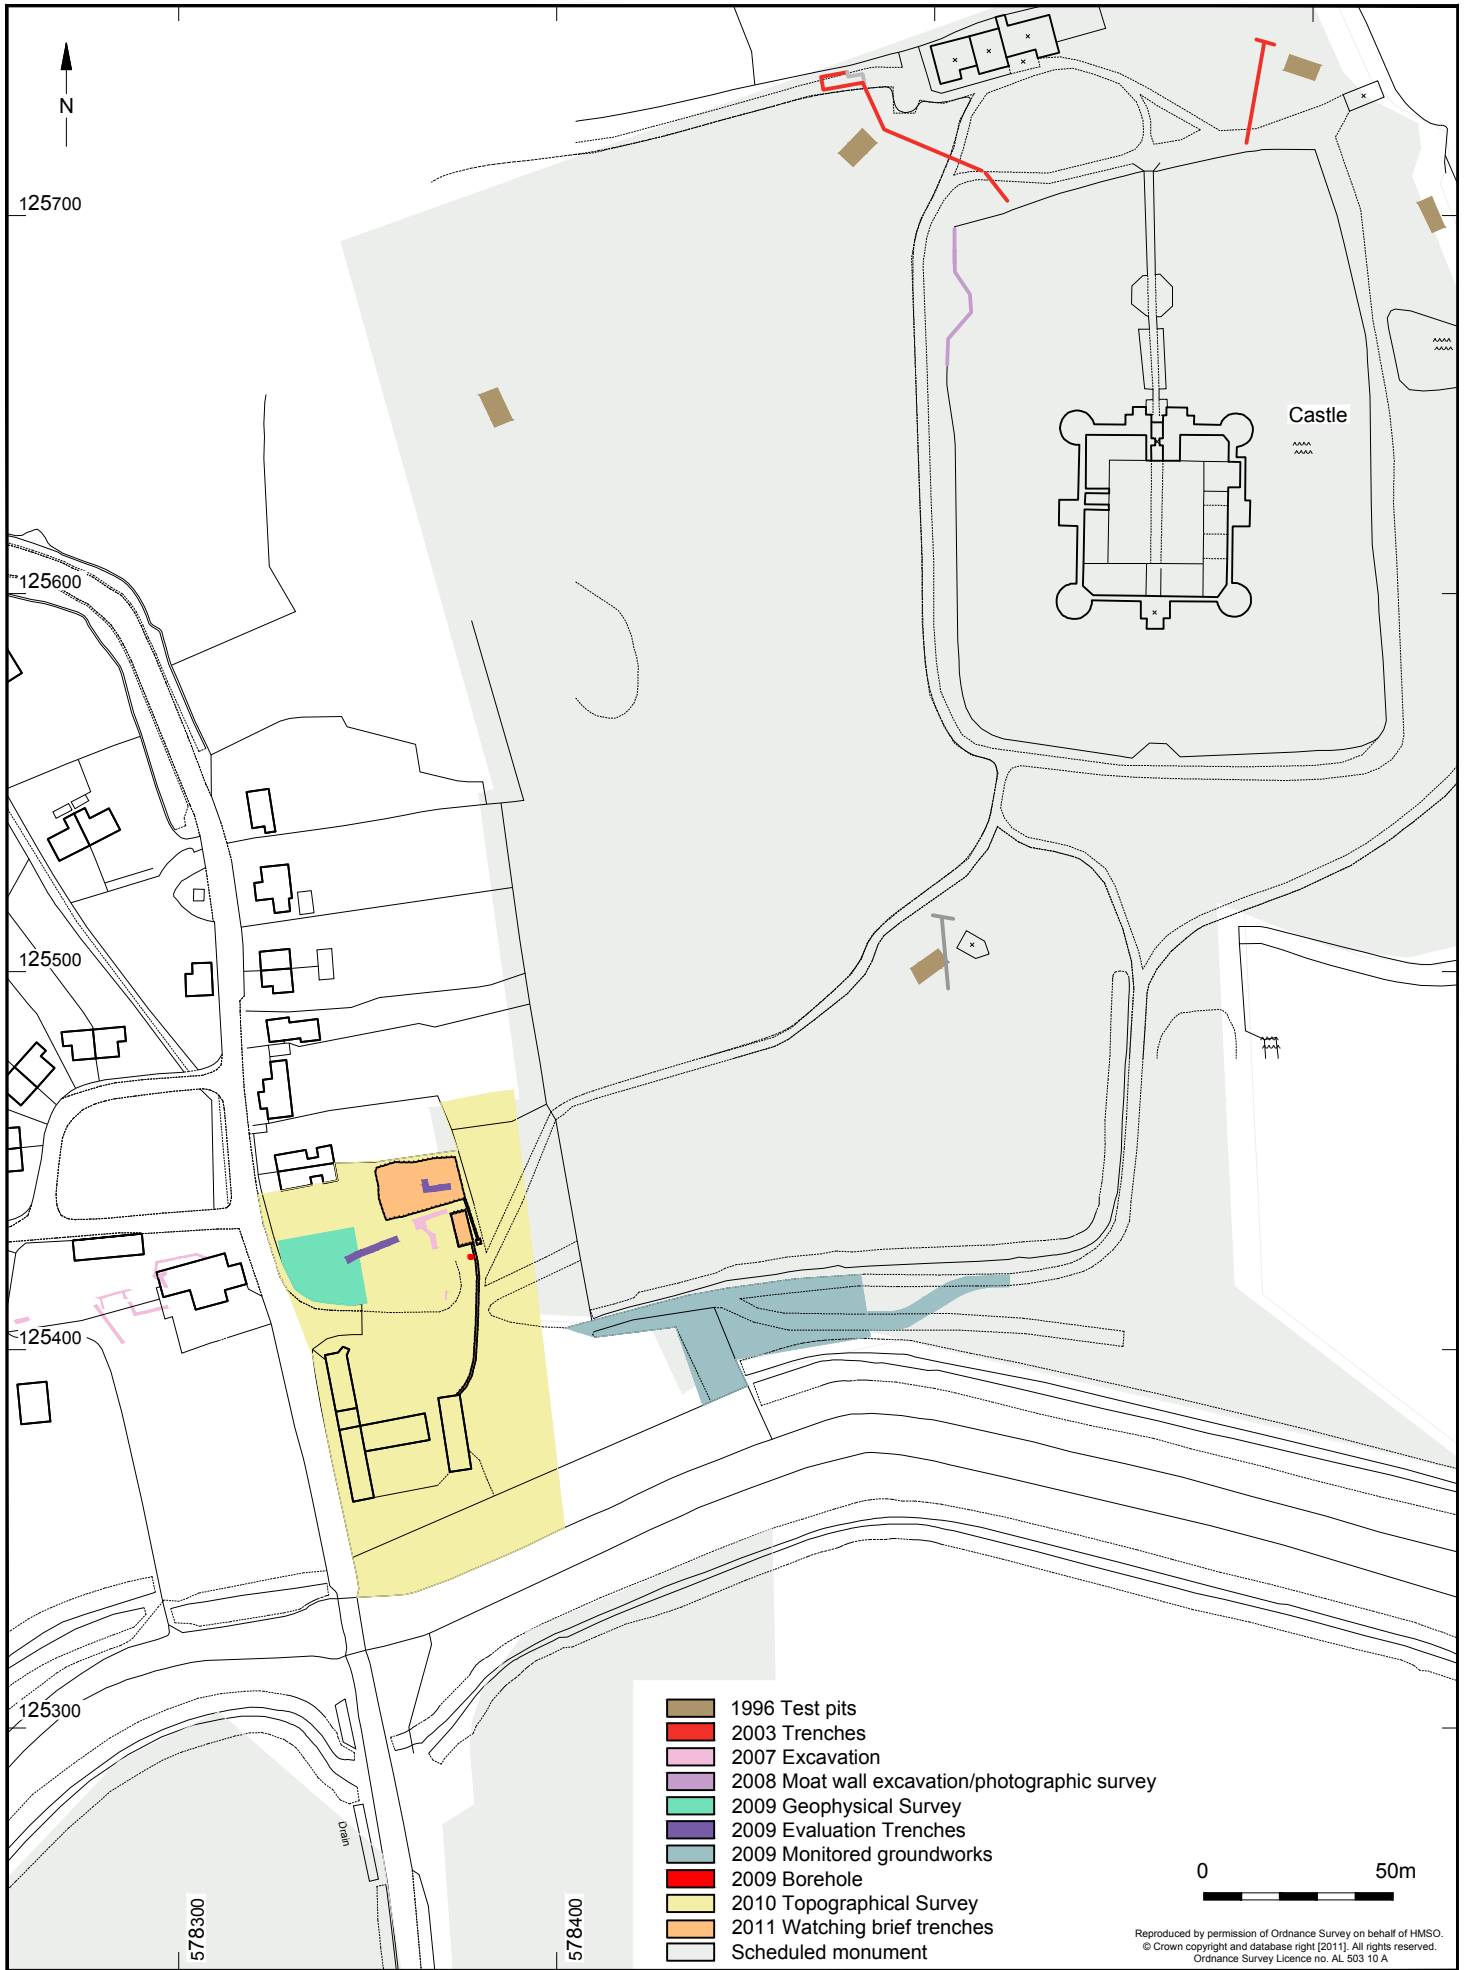 N
125700
Castle
125600
125500
125400
125300
Drain
578300
578400
1996 Test pits
2003 Trenches
2007 Excavation
2008 Moat wall excavation/photographic survey
2009 Geophysical Survey
2009 Evaluation Trenches
2009 Monitored groundworks
2009 Borehole
2010 Topographical Survey
2011 Watching brief trenches
Scheduled monument
0 50m
Reproduced by permission of Ordnance Survey on behalf of HMSO.
© Crown copyright and database right [2011]. All rights reserved.
Ordnance Survey Licence no. AL 503 10 A